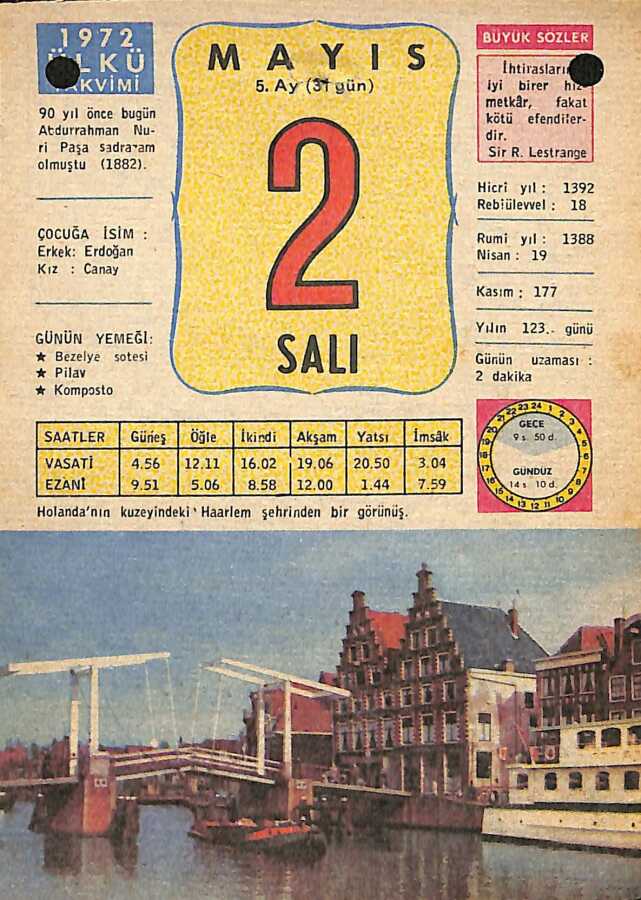 1972
ÜLKÜ
TAKVİMİ
90 yıl önce bugün
Abdurrahman Nu-
ri Paşa sadrazam
olmuştu (1882).
ÇOCUĞA İSİM :
Erkek: Erdoğan
Kız : Canay
GÜNÜN YEMEĞİ:
★ Bezelye sotesi
★ Pilav
★ Komposto
MAYIS
5. Ay (31 gün)
2
SALI
BÜYÜK SÖZLER
İhtirasların
iyi birer hiz-
metkâr, fakat
kötü efendiler-
dir.
Sir R. Lestrange
Hicrî yıl : 1392
Rebiülevvel : 18
Rumi yıl : 1388
Nisan : 19
Kasım : 177
Yılın 123.- günü
Günün uzaması :
2 dakika
SAATLER Güneş Öğle İkindi Akşam Yatsı İmsâk
VASATİ 4.56 12.11 16.02 19.06 20.50 3.04
EZANÎ 9.51 5.06 8.58 12.00 1.44 7.59
GECE
9 s. 50 d.
GÜNDÜZ
14 s. 10 d.
Holanda'nın kuzeyindeki Haarlem şehrinden bir görünüş.